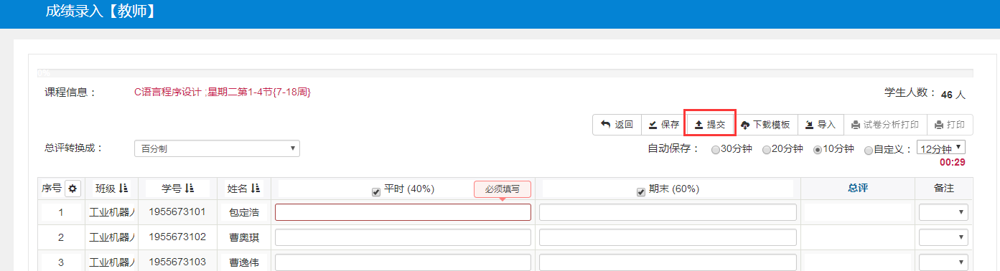 成绩录入【教师】
0%
课程信息： C语言程序设计 ;星期二第1-4节{7-18周} 学生人数： 46 人
返回 保存 提交 下载模板 导入 试卷分析打印 打印
总评转换成： 百分制 自动保存： 30分钟 20分钟 10分钟 自定义： 12分钟
00:29
序号 班级 学号 姓名 平时 (40%) 必须填写 期末 (60%) 总评 备注
1 工业机器人 1955673101 包定浩
2 工业机器人 1955673102 曹奥琪
3 工业机器人 1955673103 曹逸伟